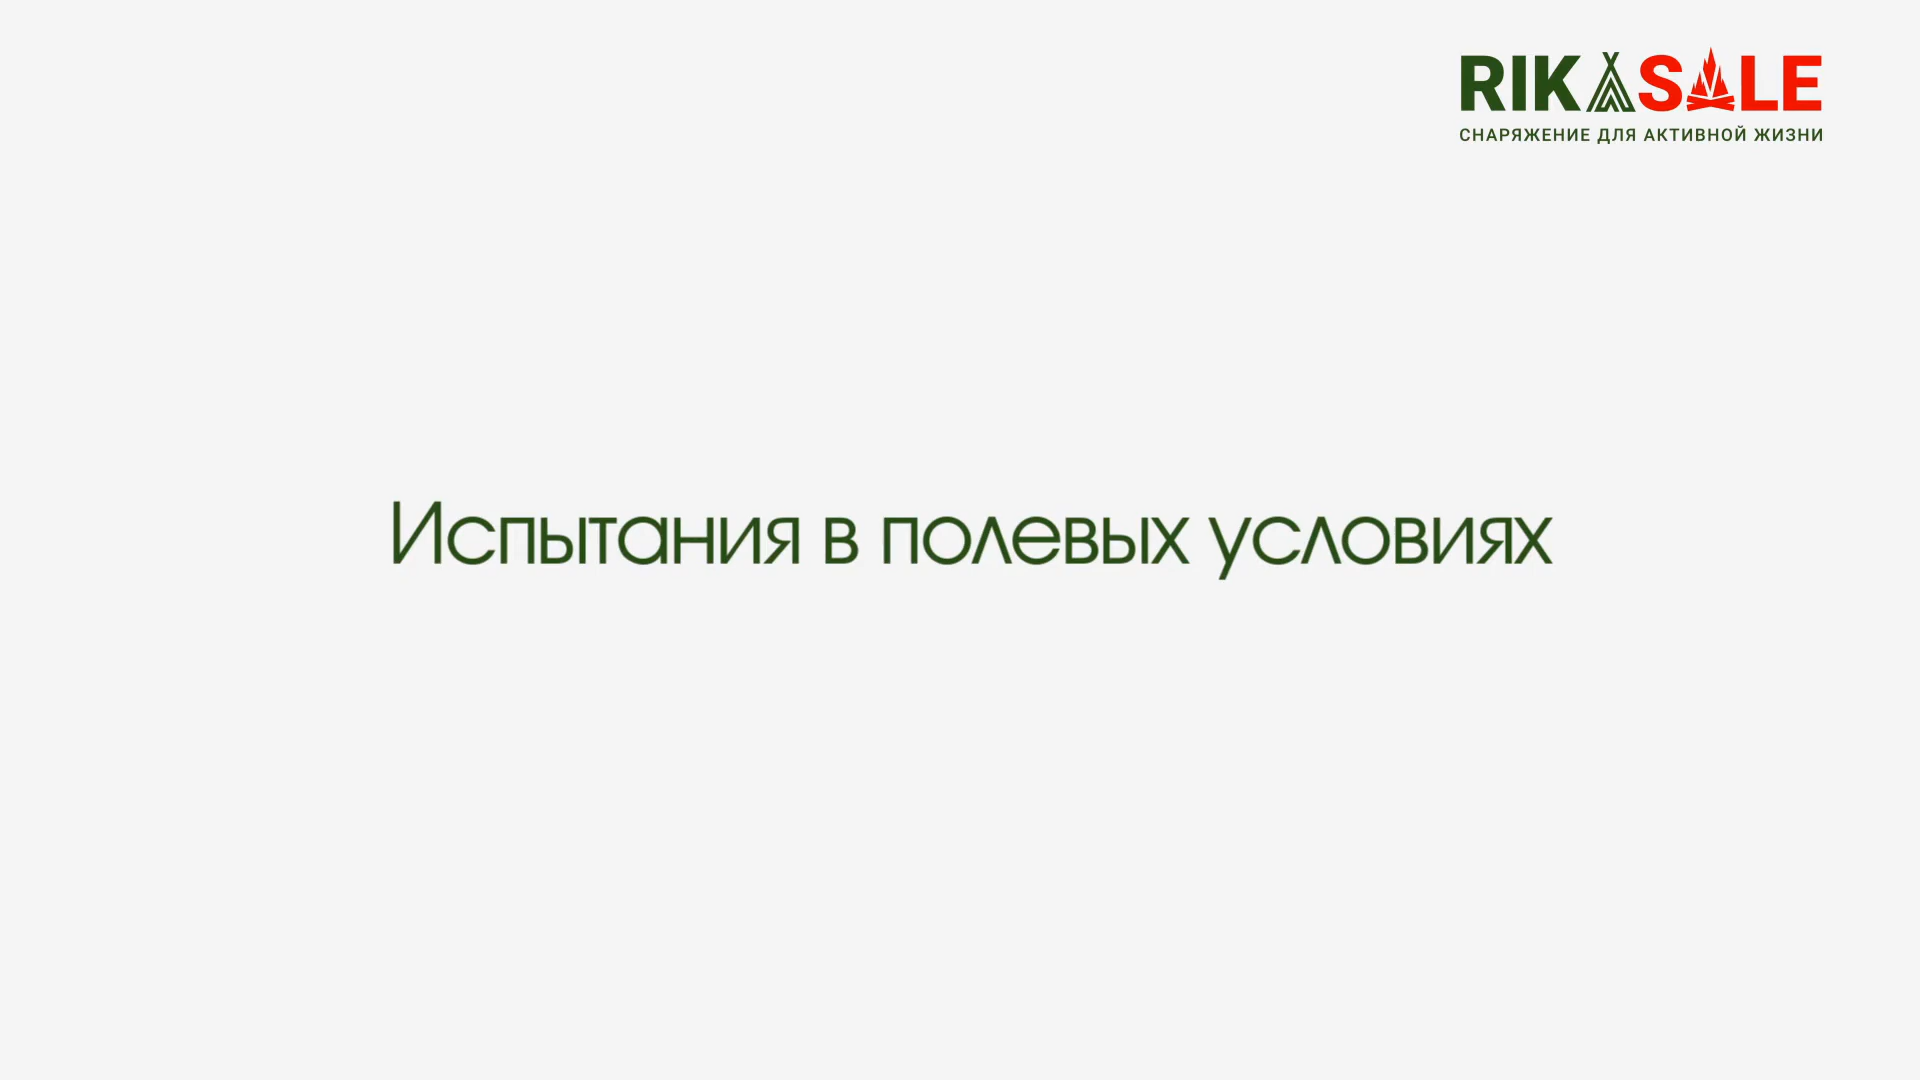 RIKASALE
СНАРЯЖЕНИЕ ДЛЯ АКТИВНОЙ ЖИЗНИ
Испытания в полевых условиях